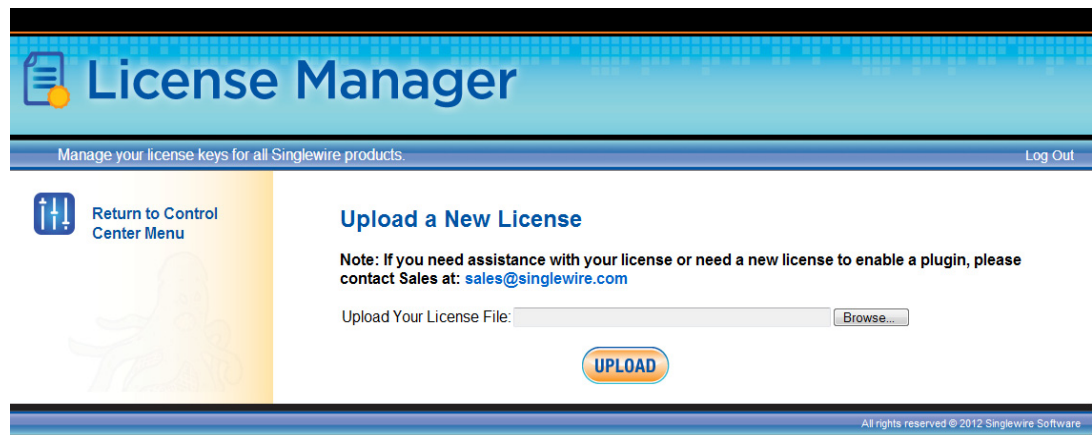 License Manager
Manage your license keys for all Singlewire products.
Log Out
Return to Control
Center Menu
Upload a New License
Note: If you need assistance with your license or need a new license to enable a plugin, please
contact Sales at: sales@singlewire.com
Upload Your License File:
Browse...
UPLOAD
All rights reserved © 2012 Singlewire Software